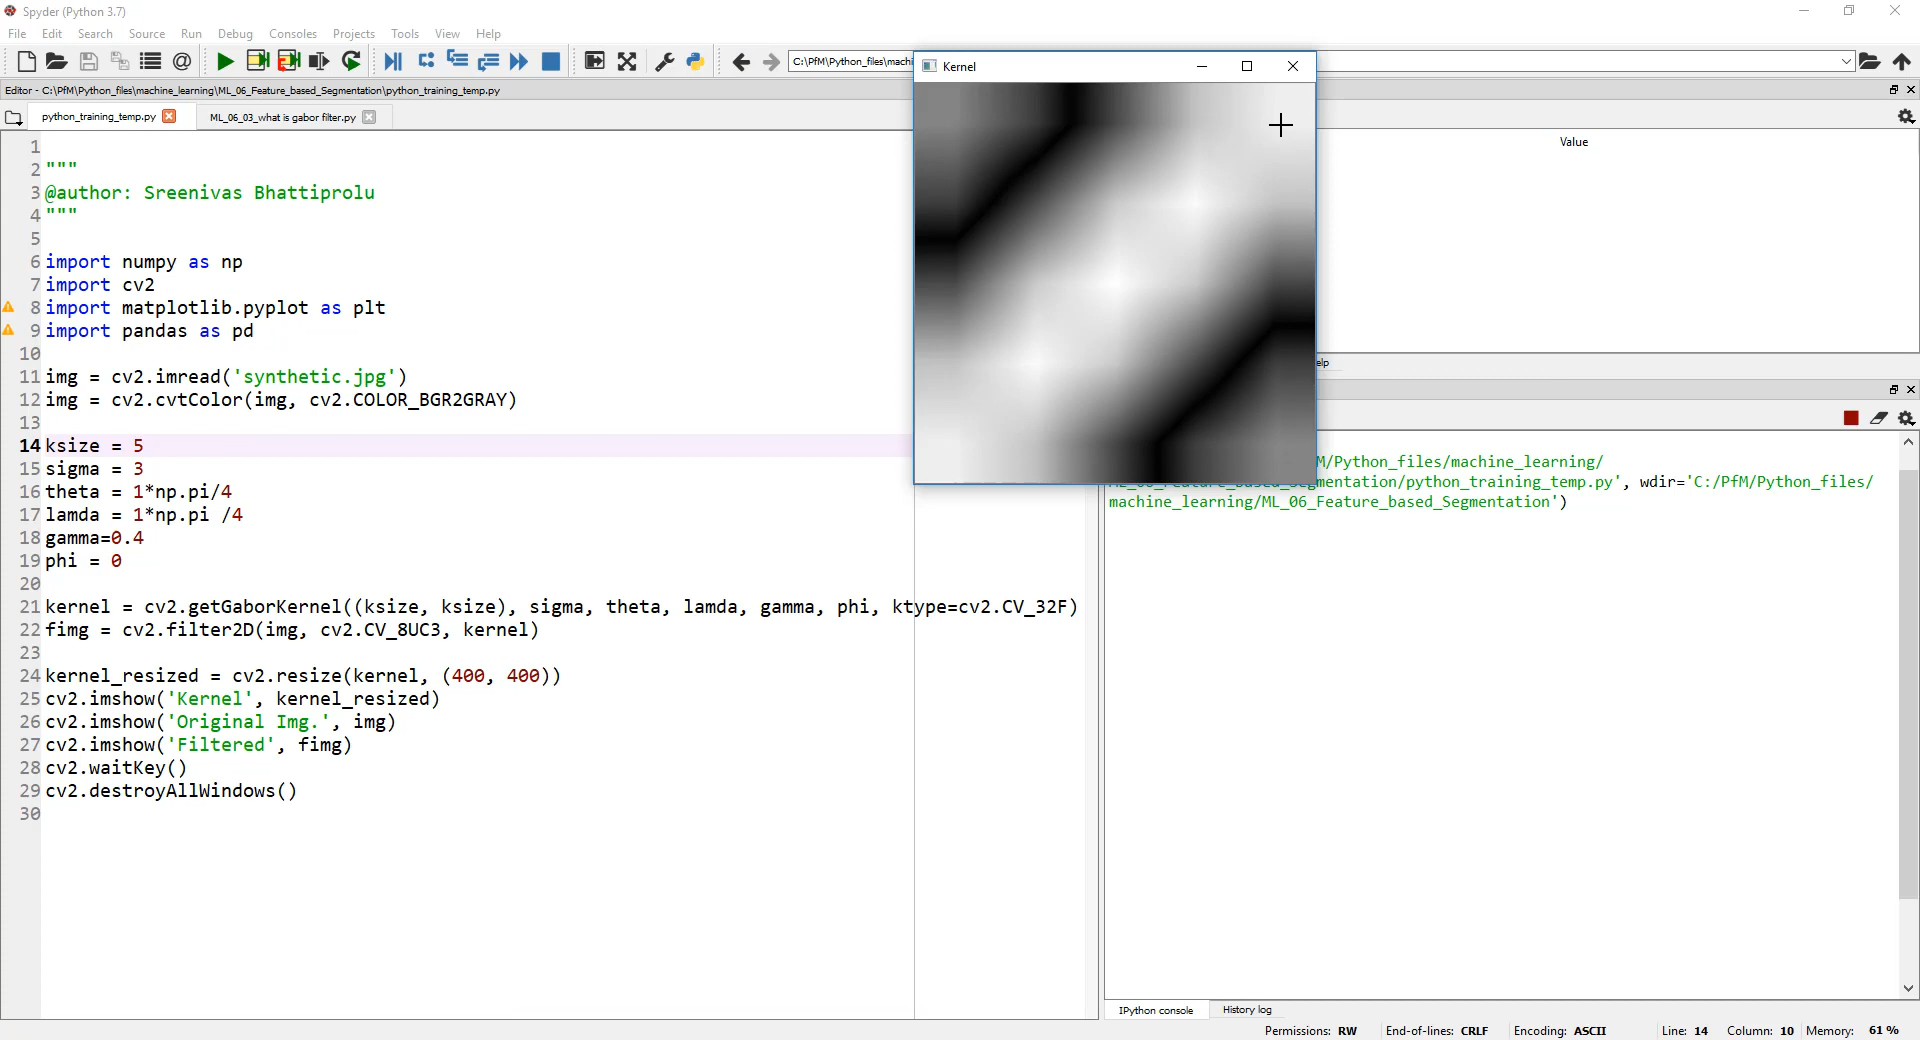 Spyder (Python 3.7)
File Edit Search Source Run Debug Consoles Projects Tools View Help
C:\PfM\Python_files\machi
Kernel
Editor - C:\PfM\Python_files\machine_learning\ML_06_Feature_based_Segmentation\python_training_temp.py
python_training_temp.py ML_06_03_what is gabor filter.py
Value
1
2 """
3 @author: Sreenivas Bhattiprolu
4 """
5
6 import numpy as np
7 import cv2
8 import matplotlib.pyplot as plt
9 import pandas as pd
10
11 img = cv2.imread('synthetic.jpg')
12 img = cv2.cvtColor(img, cv2.COLOR_BGR2GRAY)
13
14 ksize = 5
15 sigma = 3
16 theta = 1*np.pi/4
17 lamda = 1*np.pi /4
18 gamma=0.4
19 phi = 0
20
21 kernel = cv2.getGaborKernel((ksize, ksize), sigma, theta, lamda, gamma, phi, ktype=cv2.CV_32F)
22 fimg = cv2.filter2D(img, cv2.CV_8UC3, kernel)
23
24 kernel_resized = cv2.resize(kernel, (400, 400))
25 cv2.imshow('Kernel', kernel_resized)
26 cv2.imshow('Original Img.', img)
27 cv2.imshow('Filtered', fimg)
28 cv2.waitKey()
29 cv2.destroyAllWindows()
30
elp
M/Python_files/machine_learning/
ML_06_Feature_based_Segmentation/python_training_temp.py', wdir='C:/PfM/Python_files/
machine_learning/ML_06_Feature_based_Segmentation')
IPython console History log
Permissions: RW End-of-lines: CRLF Encoding: ASCII Line: 14 Column: 10 Memory: 61 %